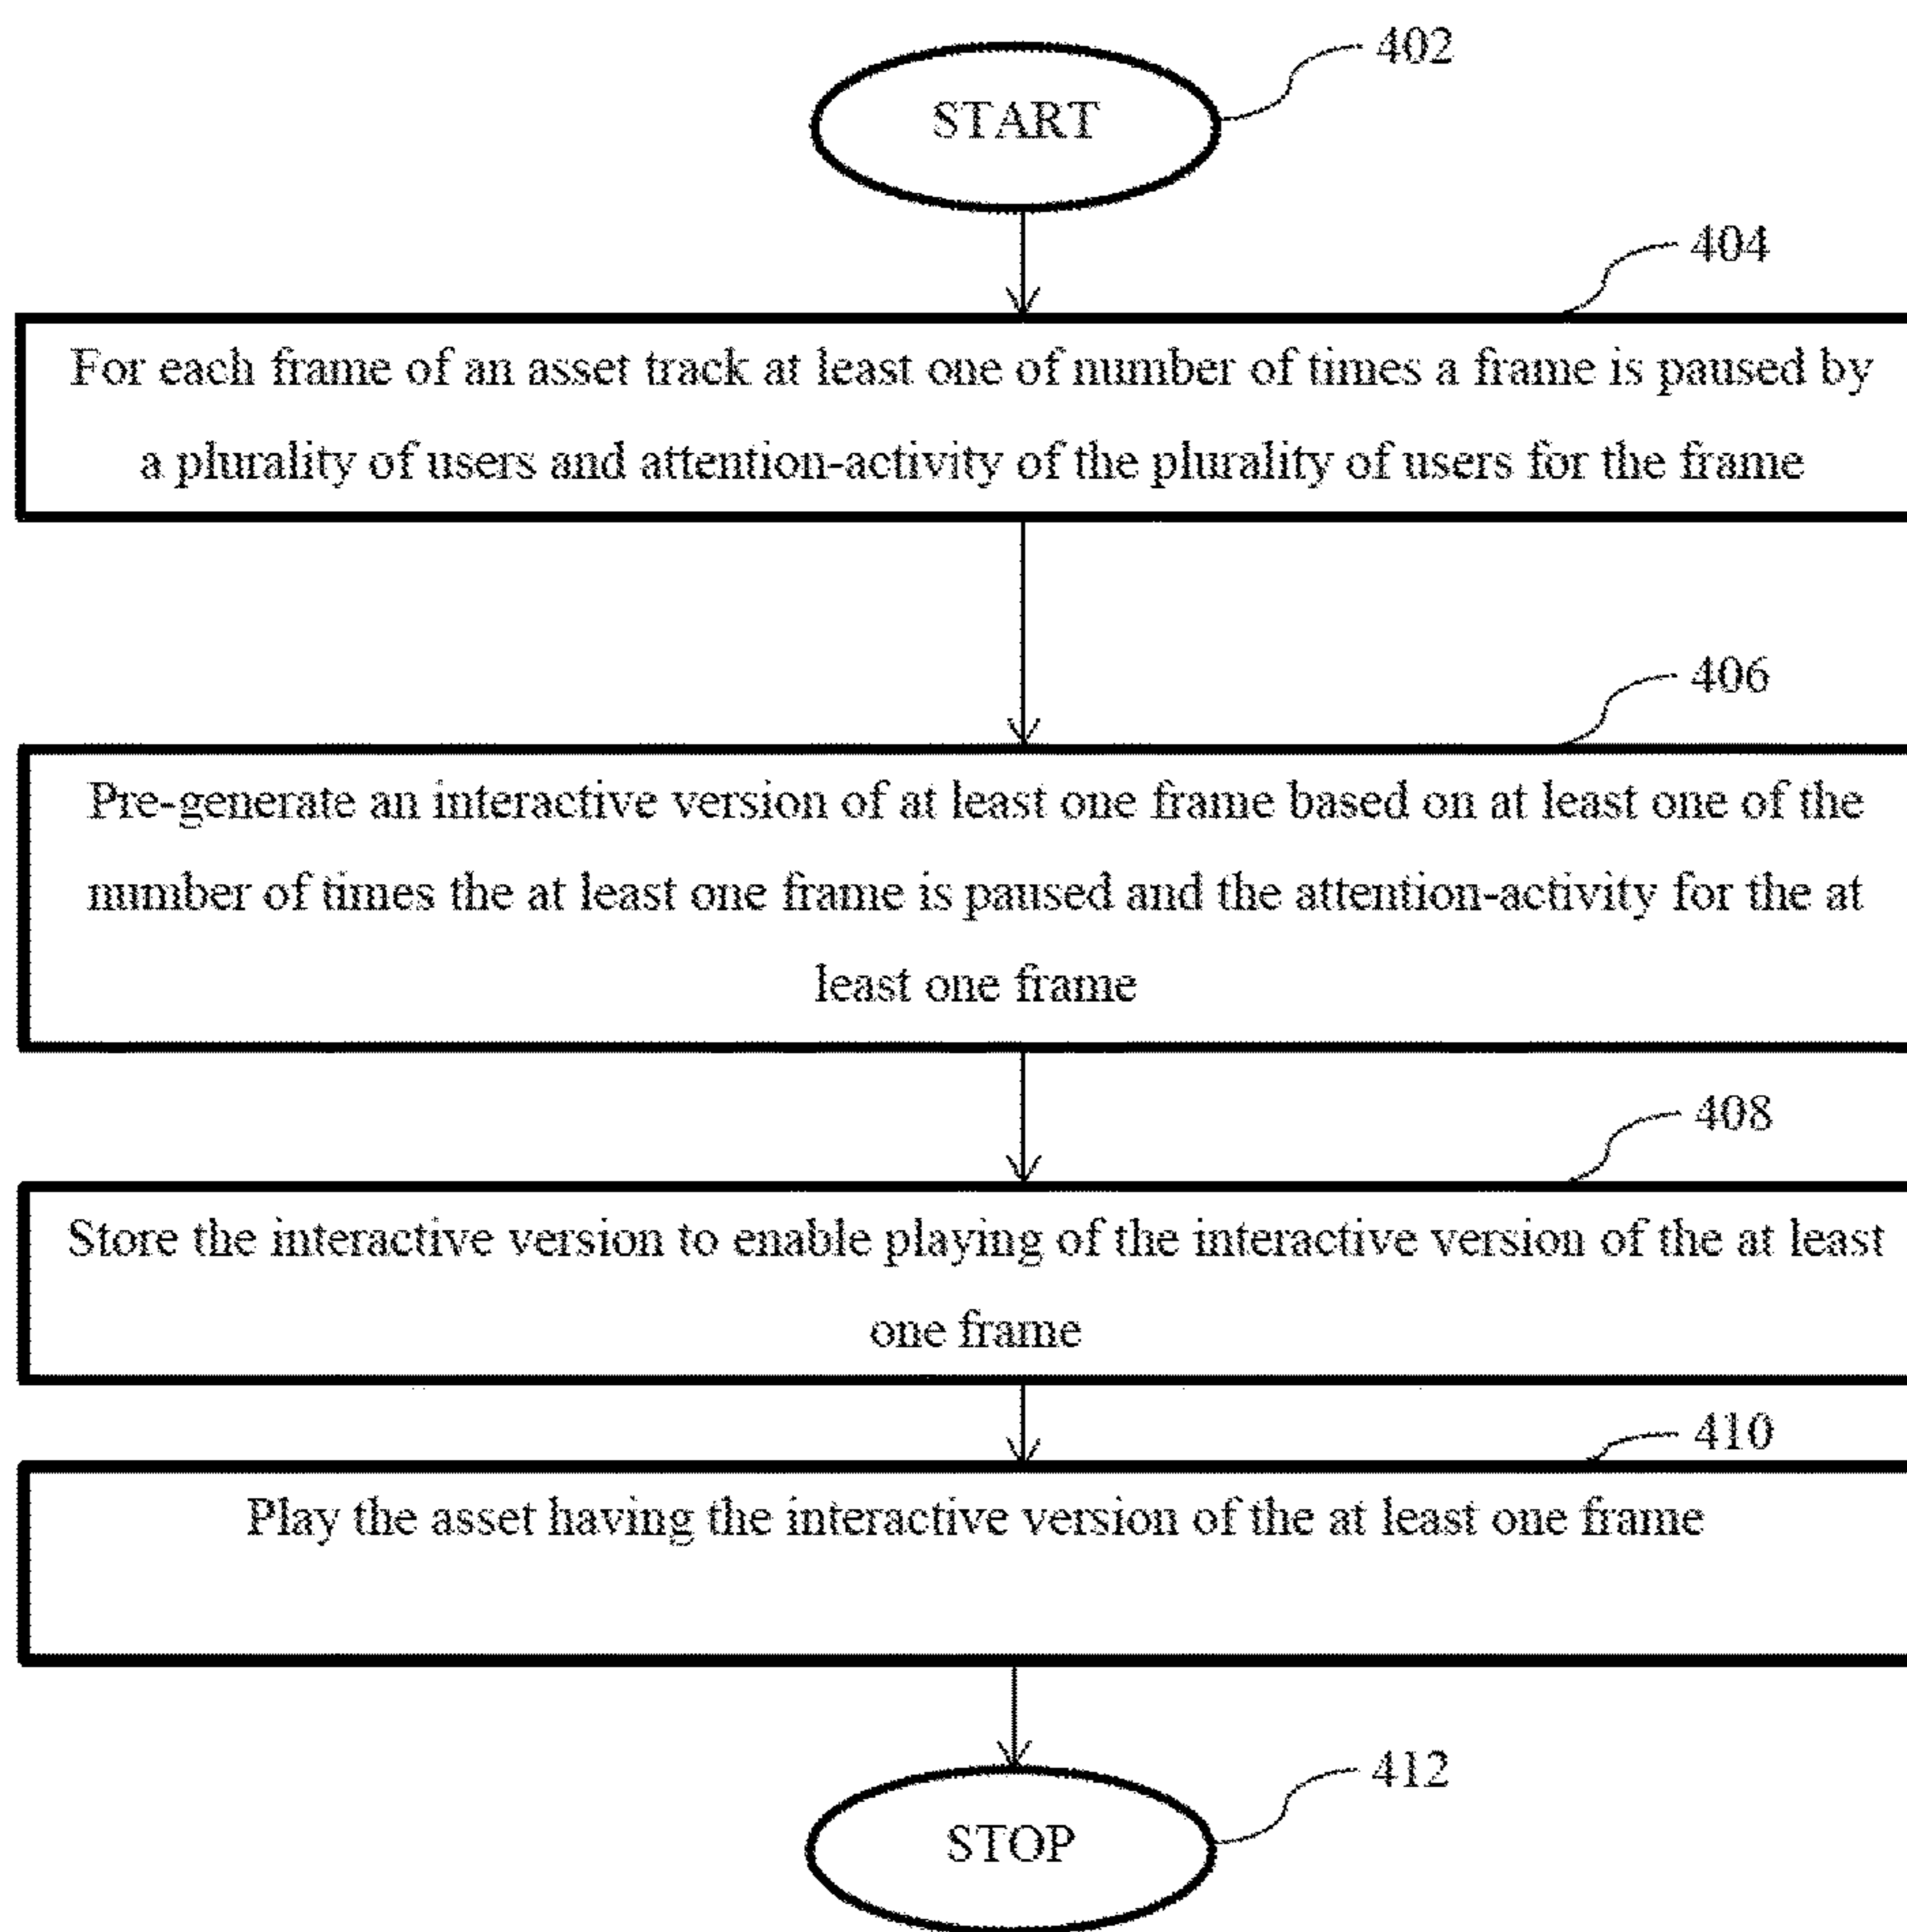 402
START
404
For each frame of an asset track at least one of number of times a frame is paused by
a plurality of users and attention-activity of the plurality of users for the frame
406
Pre-generate an interactive version of at least one frame based on at least one of the
number of times the at least one frame is paused and the attention-activity for the at
least one frame
408
Store the interactive version to enable playing of the interactive version of the at least
one frame
410
Play the asset having the interactive version of the at least one frame
412
STOP